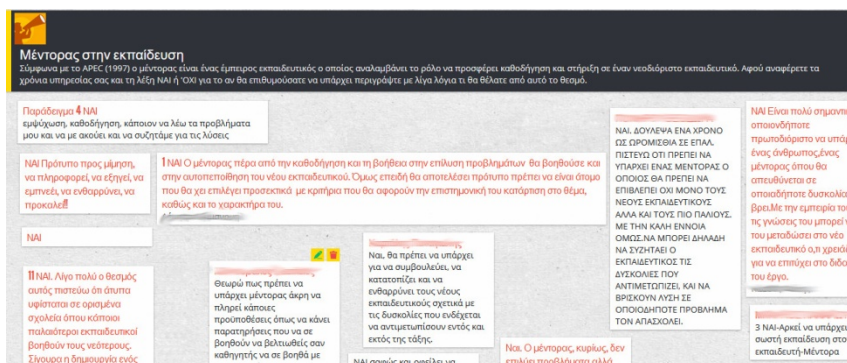 Μέντορας στην εκπαίδευση
Σύμφωνα με το APEC (1997) ο μέντορας είναι ένας έμπειρος εκπαιδευτικός ο οποίος αναλαμβάνει το ρόλο να προσφέρει καθοδήγηση και στήριξη σε έναν νεοδιόριστο εκπαιδευτικό. Αφού αναφέρετε τα
χρόνια υπηρεσίας σας και τη λέξη ΝΑΙ ή 'ΌΧΙ για το αν θα επιθυμούσατε να υπάρχει περιγράψτε με λίγα λόγια τι θα θέλατε από αυτό το θεσμό.
Παράδειγμα 4 ΝΑΙ
εμψύχωση, καθοδήγηση, κάποιον να λέω τα προβλήματα
μου και να με ακούει και να συζητάμε για τις λύσεις
ΝΑΙ Πρότυπο προς μίμηση,
να πληροφορεί, να εξηγεί, να
εμπνεέι, να ενθαρρύνει, να
προκαλεί!!
ΝΑΙ
11 ΝΑΙ. Λίγο πολύ ο θεσμός
αυτός πιστεύω ότι άτυπα
υφίσταται σε ορισμένα
σχολεία όπου κάποιοι
παλαιότεροι εκπαιδευτικοί
βοηθούν τους νεότερους.
Σίγουρα η δημιουργία ενός
1 ΝΑΙ Ο μέντορας πέρα από την καθοδήγηση και τη βοήθεια στην επίλυση προβλημάτων θα βοηθούσε και
στην αυτοπεποίθηση του νέου εκπαιδευτικού. Όμως επειδή θα αποτελέσει πρότυπο πρέπει να είναι άτομο
που θα χει επιλέγει προσεκτικά με κριτήρια που θα αφορούν την επιστημονική του κατάρτιση στο θέμα,
καθώς και το χαρακτήρα του.
Θεωρώ πως πρέπει να
υπάρχει μέντορας άκρη να
πληρεί κάποιες
προϋποθέσεις όπως να κάνει
παρατηρήσεις που να σε
βοηθούν να βελτιωθείς σαν
καθηγητής να σε βοηθά με
Ναι, θα πρέπει να υπάρχει
για να συμβουλεύει, να
κατατοπίζει και να
ενθαρρύνει τους νέους
εκπαιδευτικούς σχετικά με
τις δυσκολίες που ενδέχεται
να αντιμετωπίσουν εντός και
εκτός της τάξης.
ΝΑΙ σαφώς και οφείλει να
Ναι. Ο μέντορας, κυρίως, δεν
επιλύει προβλήματα αλλά
ΝΑΙ. ΔΟΥΛΕΨΑ ΕΝΑ ΧΡΟΝΟ
ΩΣ ΩΡΟΜΙΣΘΙΑ ΣΕ ΕΠΑΛ.
ΠΙΣΤΕΥΩ ΟΤΙ ΠΡΕΠΕΙ ΝΑ
ΥΠΑΡΧΕΙ ΕΝΑΣ ΜΕΝΤΟΡΑΣ Ο
ΟΠΟΙΟΣ ΘΑ ΠΡΕΠΕΙ ΝΑ
ΕΠΙΒΛΕΠΕΙ ΟΧΙ ΜΟΝΟ ΤΟΥΣ
ΝΕΟΥΣ ΕΚΠΑΙΔΕΥΤΙΚΟΥΣ
ΑΛΛΑ ΚΑΙ ΤΟΥΣ ΠΙΟ ΠΑΛΙΟΥΣ.
ΜΕ ΤΗΝ ΚΑΛΗ ΕΝΝΟΙΑ
ΟΜΩΣ.ΝΑ ΜΠΟΡΕΙ ΔΗΛΑΔΗ
ΝΑ ΣΥΖΗΤΑΕΙ Ο
ΕΚΠΑΙΔΕΥΤΙΚΟΣ ΤΙΣ
ΔΥΣΚΟΛΙΕΣ ΠΟΥ
ΑΝΤΙΜΕΤΩΠΙΖΕΙ, ΚΑΙ ΝΑ
ΒΡΙΣΚΟΥΝ ΛΥΣΗ ΣΕ
ΟΠΟΙΟΔΗΠΟΤΕ ΠΡΟΒΛΗΜΑ
ΤΟΝ ΑΠΑΣΧΟΛΕΙ.
ΝΑΙ Είναι πολύ
οποιονδήποτε
πρωτοδιόριστο να
ένας άνθρωπος,ένας
μέντορας όπου θα
απευθύνεται σε
οποιαδήποτε δυσκολία
βρει.Με την εμπειρία
τις γνώσεις του μπορεί
του μεταδώσει στο νέο
εκπαιδευτικό ο,τι
για να επιτύχει στο
του έργο.
3 ΝΑΙ-Αρκεί να υπάρχει
σωστή εκπαίδευση στο
εκπαιδευτή-Μέντορα